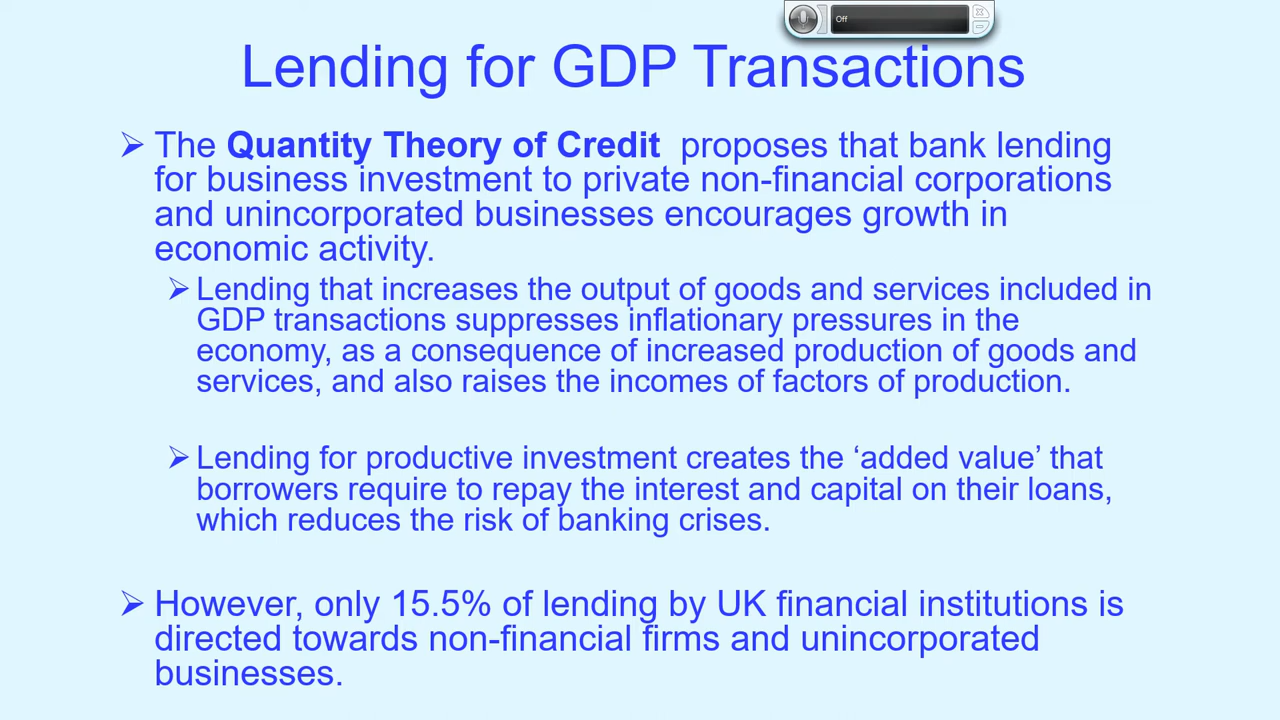 Off
Lending for GDP Transactions
The Quantity Theory of Credit proposes that bank lending
for business investment to private non-financial corporations
and unincorporated businesses encourages growth in
economic activity.
Lending that increases the output of goods and services included in
GDP transactions suppresses inflationary pressures in the
economy, as a consequence of increased production of goods and
services, and also raises the incomes of factors of production.
Lending for productive investment creates the ‘added value’ that
borrowers require to repay the interest and capital on their loans,
which reduces the risk of banking crises.
However, only 15.5% of lending by UK financial institutions is
directed towards non-financial firms and unincorporated
businesses.